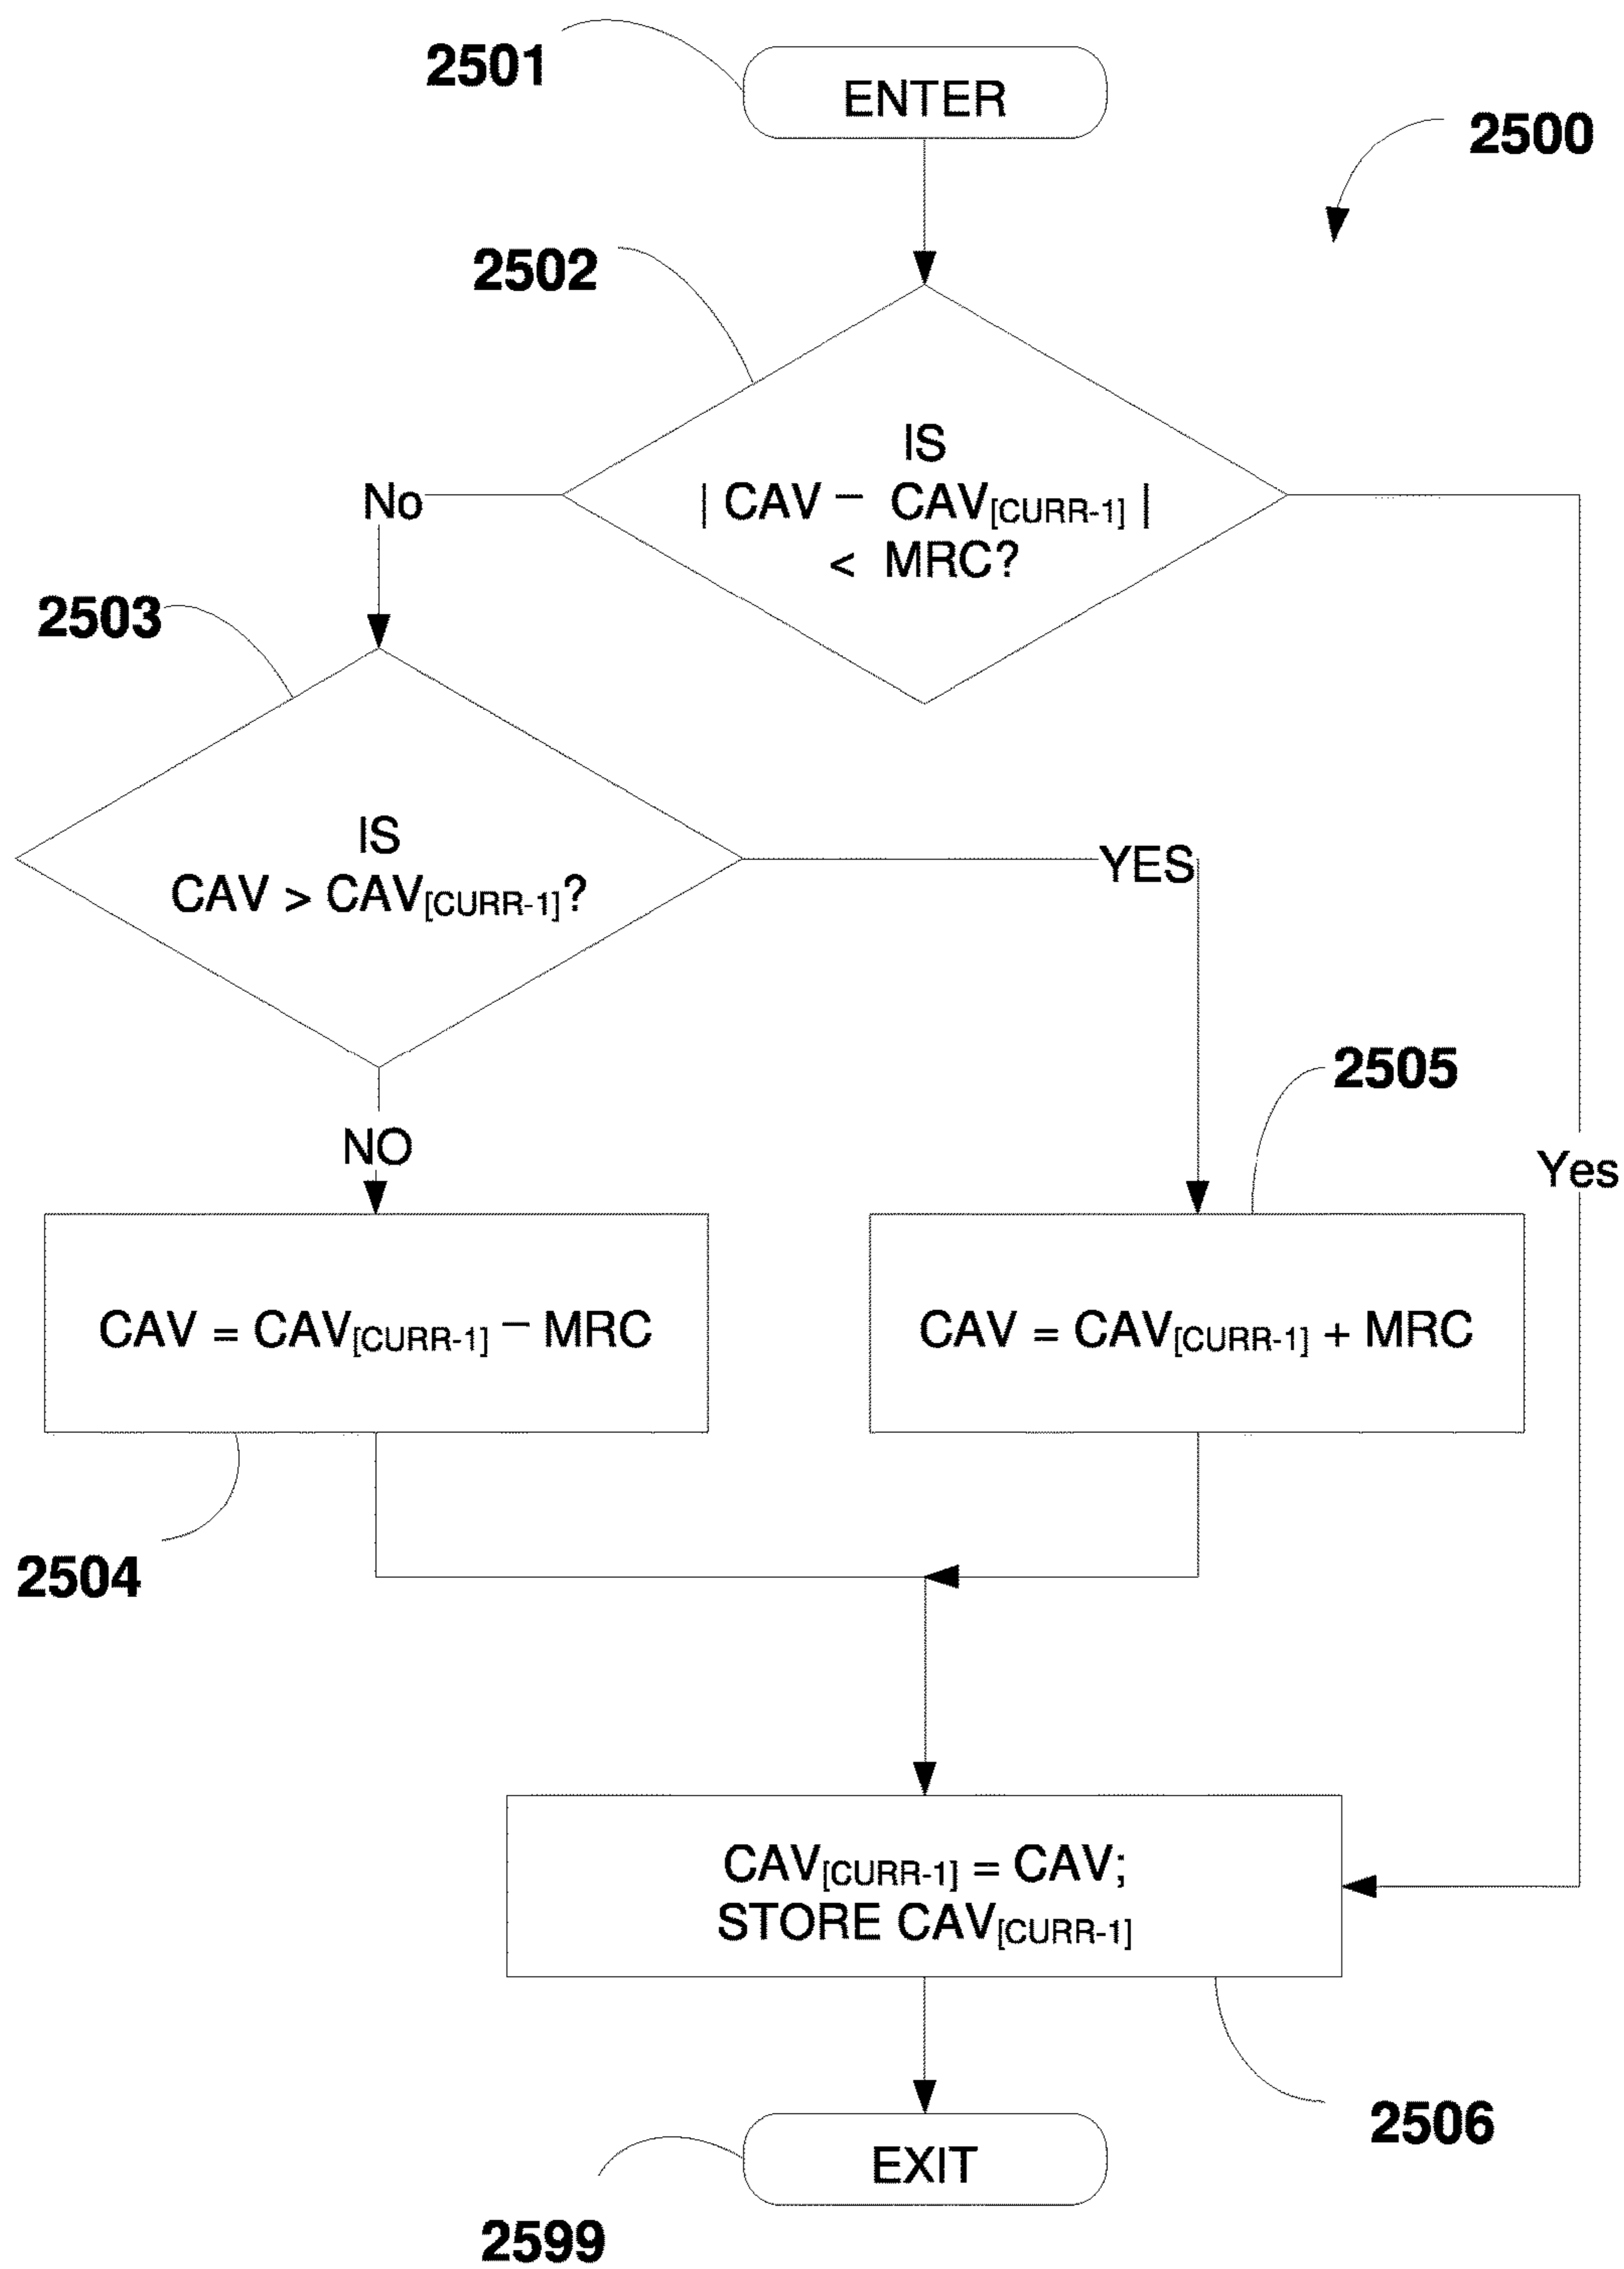 2501
ENTER
2500
2502
IS
| CAV – CAV[CURR-1] |
< MRC?
No
2503
IS
CAV > CAV[CURR-1]?
YES
2505
NO
Yes
CAV = CAV[CURR-1] – MRC
CAV = CAV[CURR-1] + MRC
2504
CAV[CURR-1] = CAV;
STORE CAV[CURR-1]
2506
EXIT
2599